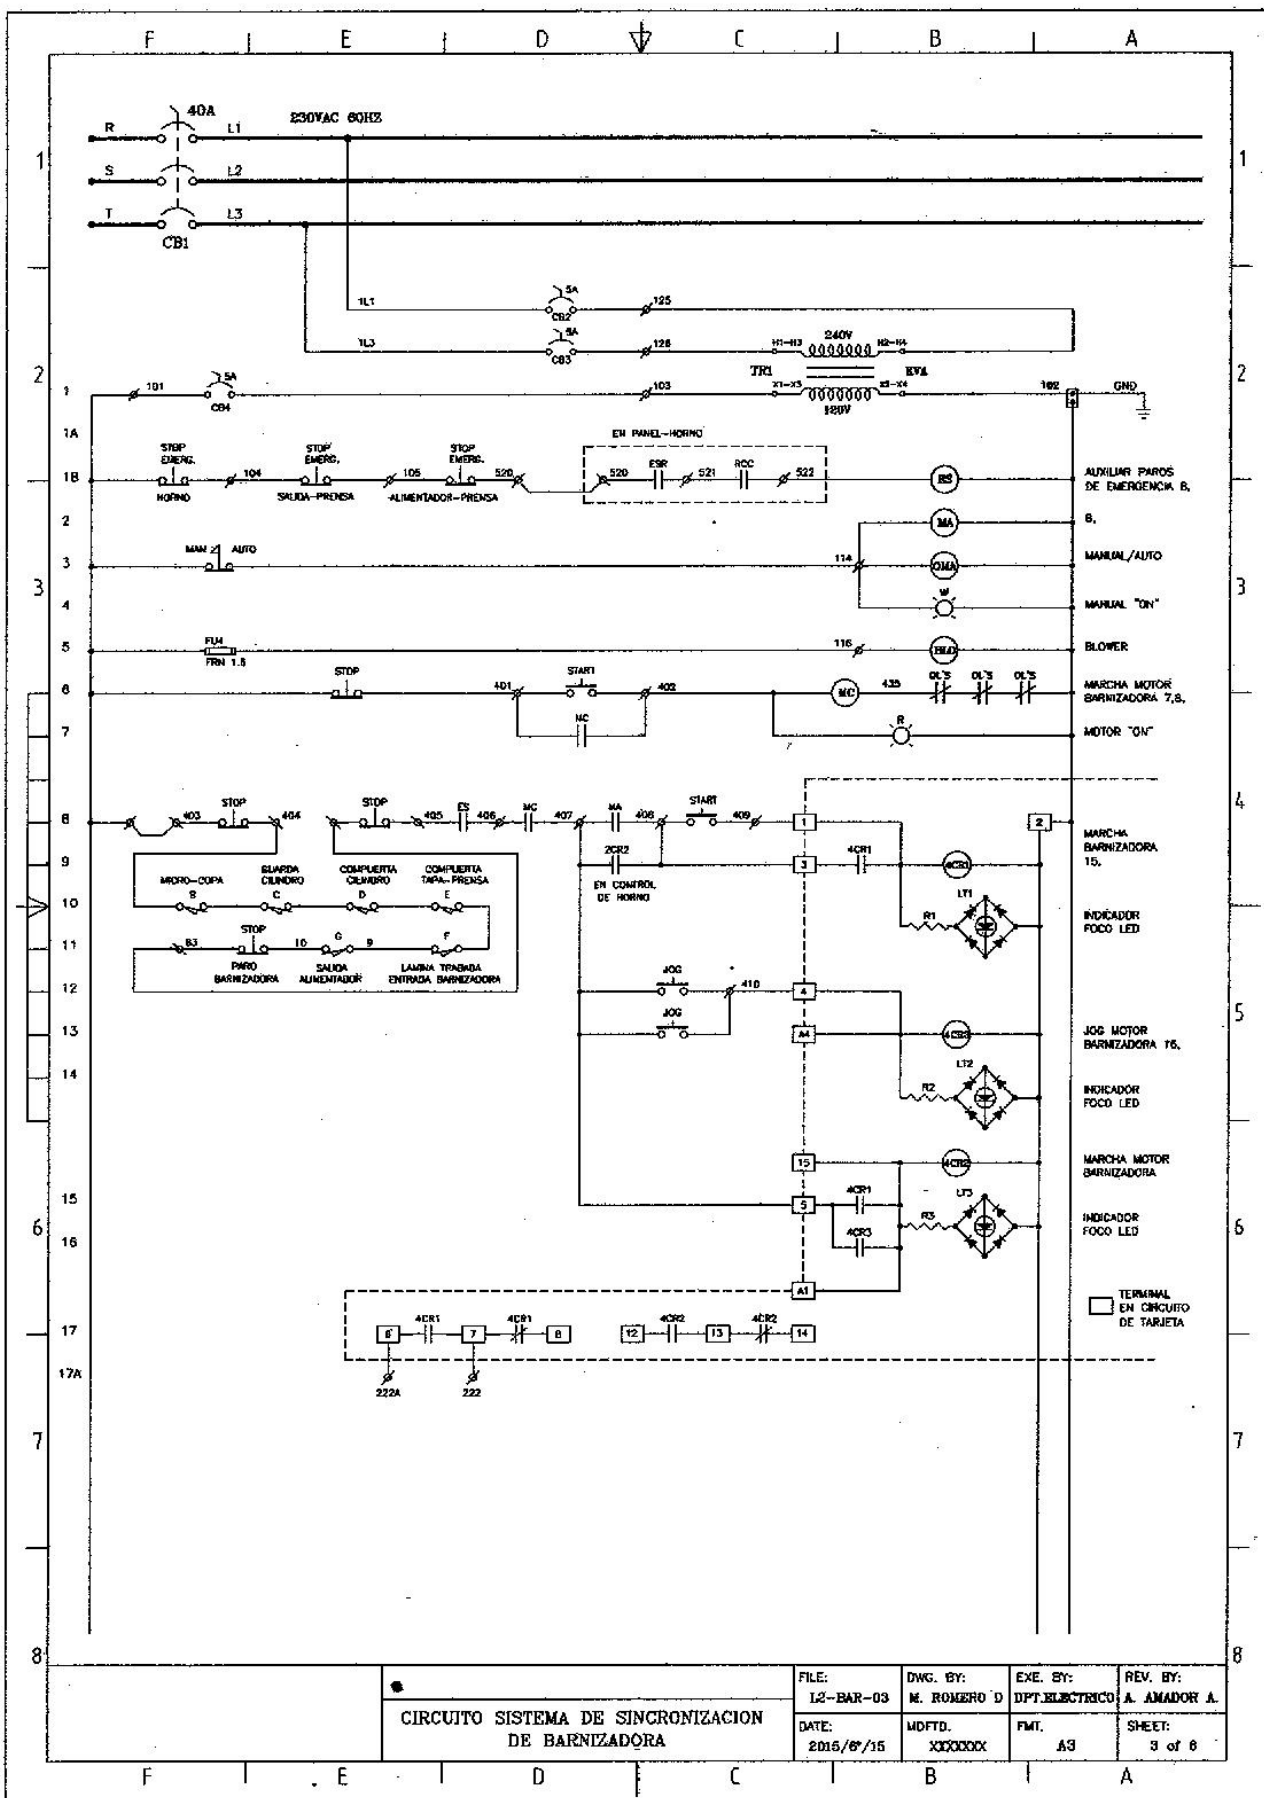 F E D C B A
40A
R L1 230VAC 60HZ
1 1
S L2
T L3
CB1
1L1 5A 125
CB2
1L3 5A 126 H1-H3 240V H2-H4
CB3
2 TR1 KVA 2
1 101 5A 103 X1-X3 X2-X4 102 GND
CB4 120V
1A
EN PANEL-HORNO
STOP STOP STOP
EMERG. EMERG. EMERG.
1B 104 105 520 520 ESR 521 RCC 522 ES AUXILIAR PAROS
DE EMERGENCIA 8,
HORNO SALIDA-PRENSA ALIMENTADOR-PRENSA
2 MA 8,
MAN 2 AUTO
3 3 114 OMA MANUAL/AUTO 3
4 W MANUAL "ON"
5 FU4 116 BLO BLOWER
FRN 1.5
6 STOP 401 START 402 MC 435 OL'S OL'S OL'S MARCHA MOTOR
BARNIZADORA 7,8,
7 MC R MOTOR "ON"
4
8 403 STOP 404 STOP 405 ES 406 MC 407 MA 408 START 409 1 2 MARCHA
BARNIZADORA
15,
9 2CR2 3 4CR1 4CR1
EN CONTROL
DE HORNO
MICRO-COPA GUARDA
CILINDRO COMPUERTA
CILINDRO COMPUERTA
TAPA-PRENSA
10 B C D E R1 LT1 INDICADOR
FOCO LED
11 83 STOP 10 G 9 F
PARO
BARNIZADORA SALIDA
ALIMENTADOR LAMINA TRABADA
ENTRADA BARNIZADORA
12 JOG 410 4
5
13 JOG A4 4CR3 JOG MOTOR
BARNIZADORA 16,
14 R2 LT2 INDICADOR
FOCO LED
15 4CR2 MARCHA MOTOR
BARNIZADORA
15 5 4CR1 LT3
6 R3 INDICADOR
FOCO LED 6
16 4CR3
A1
TERMINAL
EN CIRCUITO
DE TARJETA
17 6 4CR1 7 4CR1 8 12 4CR2 13 4CR2 14
17A
222A 222
7 7
8 8
CIRCUITO SISTEMA DE SINCRONIZACION
DE BARNIZADORA
FILE:
L2-BAR-03
DWG. BY:
M. ROMERO D
EXE. BY:
DPT.ELECTRICO
REV. BY:
A. AMADOR A.
DATE:
2015/6/15
MDFTD.
XXXXXXX
FMT.
A3
SHEET:
3 of 6
F E D C B A